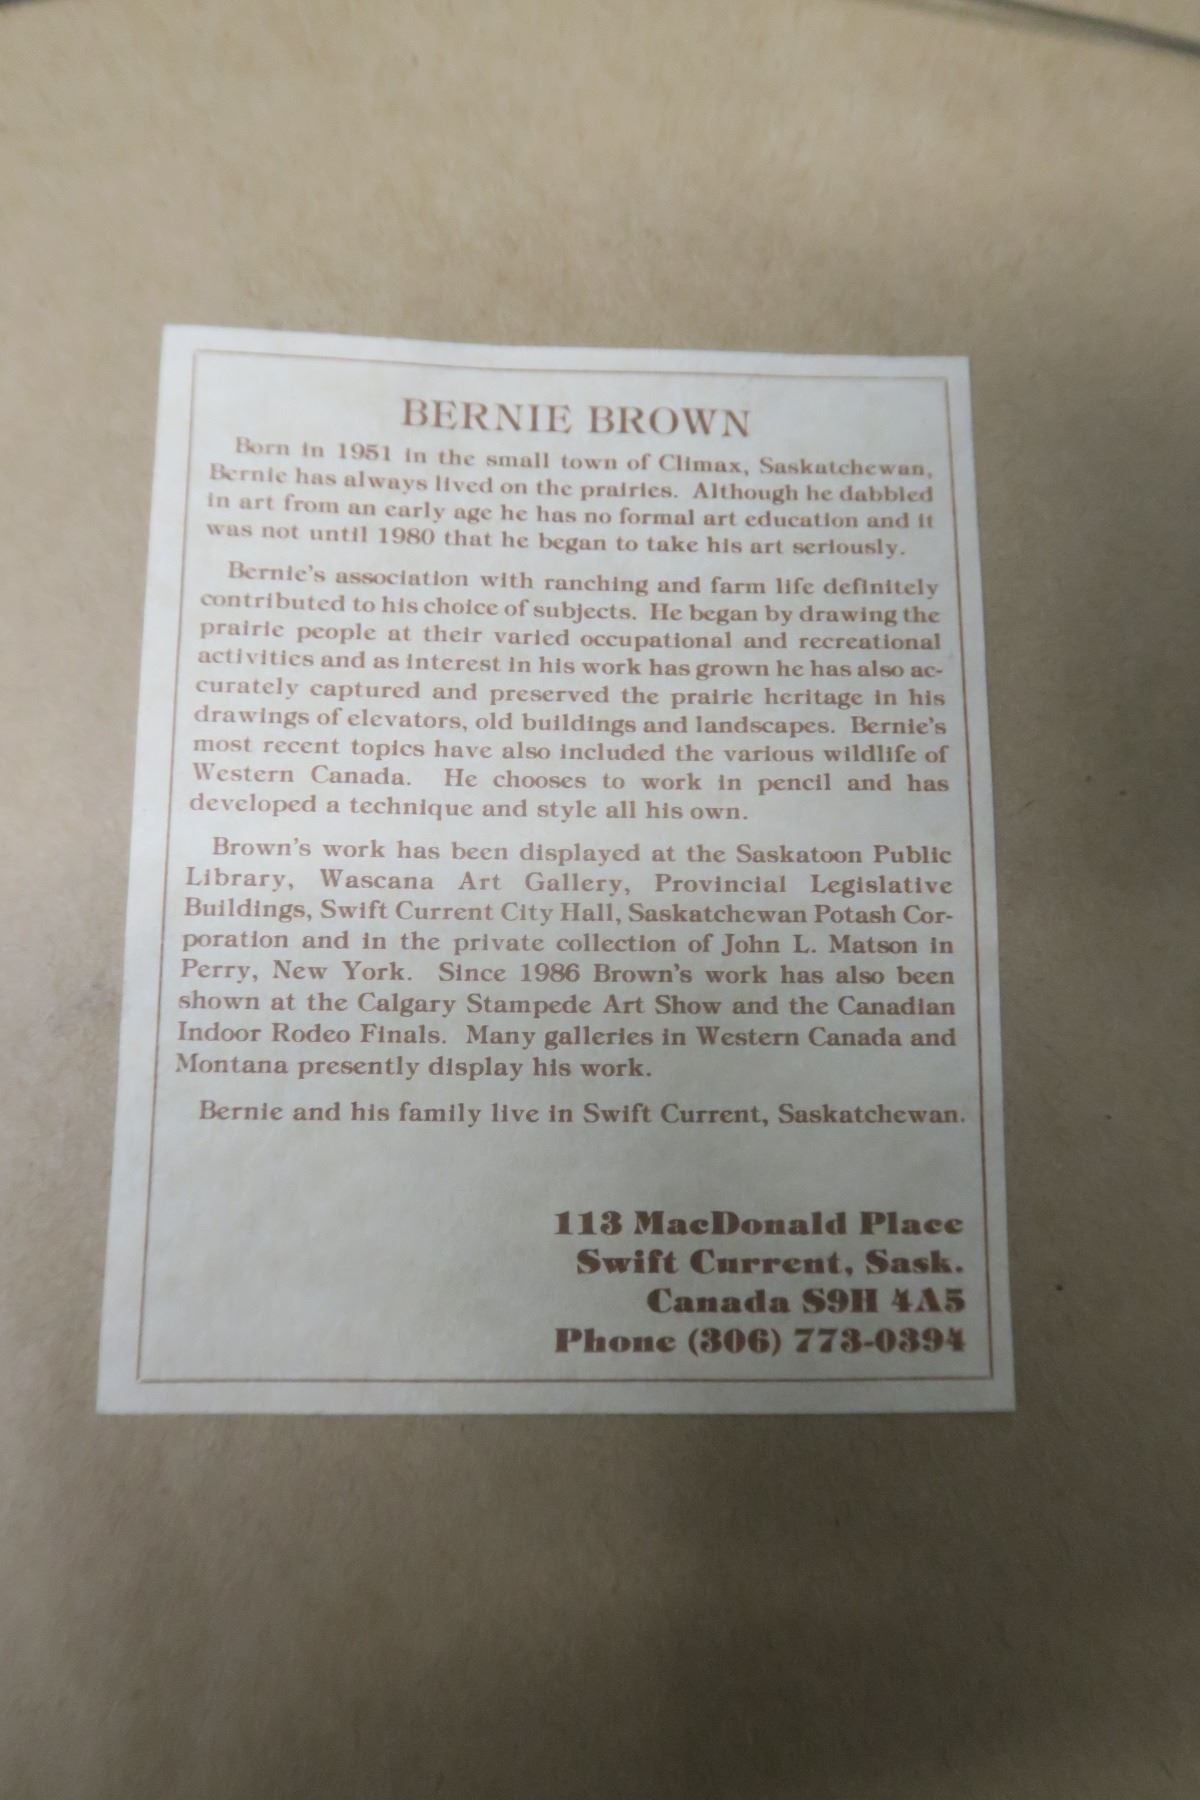 BERNIE BROWN
Born in 1951 in the small town of Climax, Saskatchewan,
Bernie has always lived on the prairies. Although he dabbled
in art from an early age he has no formal art education and it
was not until 1980 that he began to take his art seriously.
Bernie's association with ranching and farm life definitely
contributed to his choice of subjects. He began by drawing the
prairie people at their varied occupational and recreational
activities and as interest in his work has grown he has also ac-
curately captured and preserved the prairie heritage in his
drawings of elevators, old buildings and landscapes. Bernie's
most recent topics have also included the various wildlife of
Western Canada. He chooses to work in pencil and has
developed a technique and style all his own.
Brown's work has been displayed at the Saskatoon Public
Library, Wascana Art Gallery, Provincial Legislative
Buildings, Swift Current City Hall, Saskatchewan Potash Cor-
poration and in the private collection of John L. Matson in
Perry, New York. Since 1986 Brown's work has also been
shown at the Calgary Stampede Art Show and the Canadian
Indoor Rodeo Finals. Many galleries in Western Canada and
Montana presently display his work.
Bernie and his family live in Swift Current, Saskatchewan.
113 MacDonald Place
Swift Current, Sask.
Canada S9H 4A5
Phone (306) 773-0394